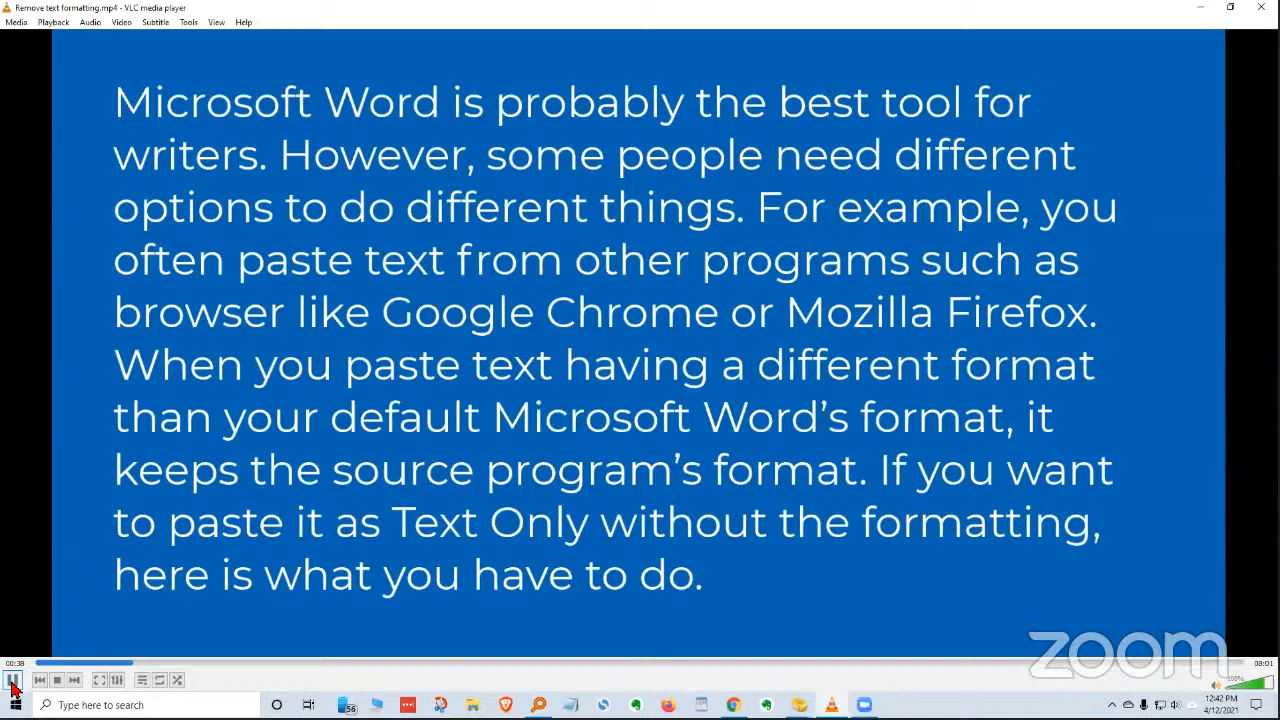 Remove text formatting.mp4 - VLC media player
Media Playback Audio Video Subtitle Tools View Help
Microsoft Word is probably the best tool for
writers. However, some people need different
options to do different things. For example, you
often paste text from other programs such as
browser like Google Chrome or Mozilla Firefox.
When you paste text having a different format
than your default Microsoft Word’s format, it
keeps the source program’s format. If you want
to paste it as Text Only without the formatting,
here is what you have to do.
zoom
00:38
08:01
100%
Type here to search
56
12:42 PM
4/12/2021